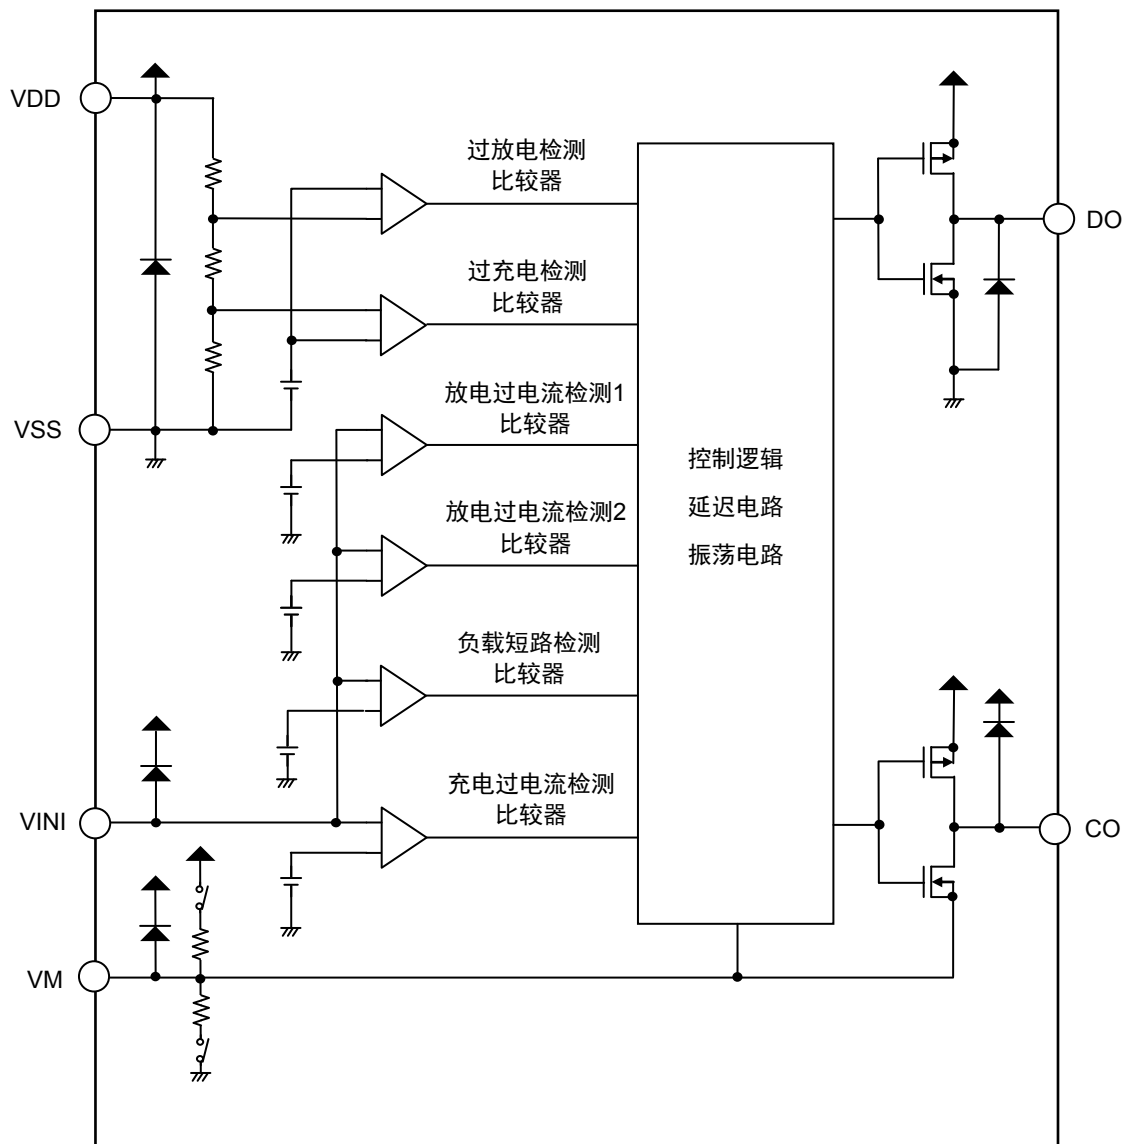 VDD
过放电检测
比较器
DO
过充电检测
比较器
放电过电流检测1
比较器
VSS
控制逻辑
延迟电路
振荡电路
放电过电流检测2
比较器
负载短路检测
比较器
充电过电流检测
比较器
VINI
CO
VM